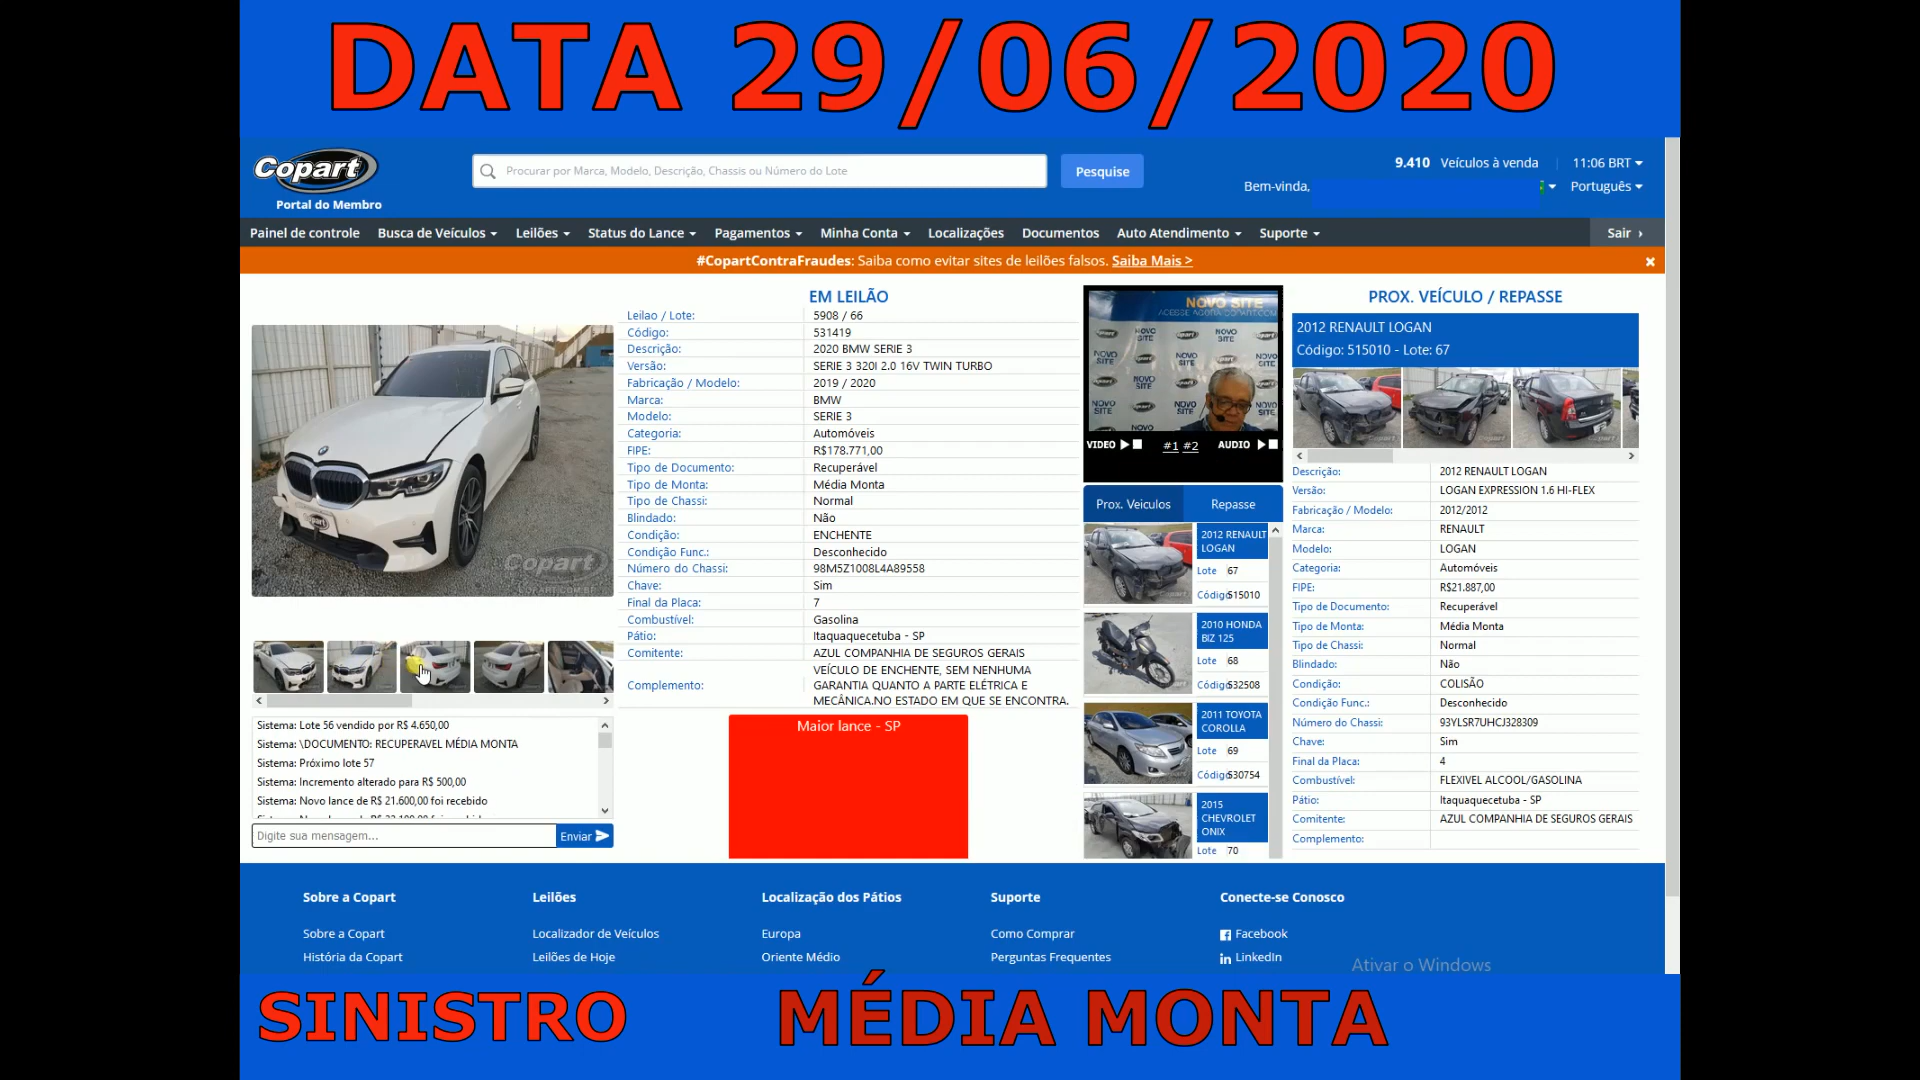 DATA 29/06/2020
Copart
Portal do Membro
Procurar por Marca, Modelo, Descrição, Chassis ou Número do Lote
Pesquise
9.410 Veículos à venda
11:06 BRT
Bem-vinda,
Português
Painel de controle Busca de Veículos Leilões Status do Lance Pagamentos Minha Conta Localizações Documentos Auto Atendimento Suporte Sair
#CopartContraFraudes: Saiba como evitar sites de leilões falsos. Saiba Mais >
Copart
COPART.COM.BR
Sistema: Lote 56 vendido por R$ 4.650,00
Sistema: \DOCUMENTO: RECUPERAVEL MÉDIA MONTA
Sistema: Próximo lote 57
Sistema: Incremento alterado para R$ 500,00
Sistema: Novo lance de R$ 21.600,00 foi recebido
Digite sua mensagem...
Enviar
EM LEILÃO
Leilao / Lote: 5908 / 66
Código: 531419
Descrição: 2020 BMW SERIE 3
Versão: SERIE 3 320I 2.0 16V TWIN TURBO
Fabricação / Modelo: 2019 / 2020
Marca: BMW
Modelo: SERIE 3
Categoria: Automóveis
FIPE: R$178.771,00
Tipo de Documento: Recuperável
Tipo de Monta: Média Monta
Tipo de Chassi: Normal
Blindado: Não
Condição: ENCHENTE
Condição Func.: Desconhecido
Número do Chassi: 98M5Z1008L4A89558
Chave: Sim
Final da Placa: 7
Combustível: Gasolina
Pátio: Itaquaquecetuba - SP
Comitente: AZUL COMPANHIA DE SEGUROS GERAIS
Complemento: VEÍCULO DE ENCHENTE, SEM NENHUMA
GARANTIA QUANTO A PARTE ELÉTRICA E
MECÂNICA.NO ESTADO EM QUE SE ENCONTRA.
Maior lance - SP
NOVO SITE
VIDEO #1 #2 AUDIO
Prox. Veiculos Repasse
2012 RENAULT
LOGAN
Lote 67
Código515010
2010 HONDA
BIZ 125
Lote 68
Código532508
2011 TOYOTA
COROLLA
Lote 69
Código530754
2015
CHEVROLET
ONIX
Lote 70
PROX. VEÍCULO / REPASSE
2012 RENAULT LOGAN
Código: 515010 - Lote: 67
Descrição: 2012 RENAULT LOGAN
Versão: LOGAN EXPRESSION 1.6 HI-FLEX
Fabricação / Modelo: 2012/2012
Marca: RENAULT
Modelo: LOGAN
Categoria: Automóveis
FIPE: R$21.887,00
Tipo de Documento: Recuperável
Tipo de Monta: Média Monta
Tipo de Chassi: Normal
Blindado: Não
Condição: COLISÃO
Condição Func.: Desconhecido
Número do Chassi: 93YLSR7UHCJ328309
Chave: Sim
Final da Placa: 4
Combustível: FLEXIVEL ALCOOL/GASOLINA
Pátio: Itaquaquecetuba - SP
Comitente: AZUL COMPANHIA DE SEGUROS GERAIS
Complemento:
Sobre a Copart Leilões Localização dos Pátios Suporte Conecte-se Conosco
Sobre a Copart Localizador de Veículos Europa Como Comprar Facebook
História da Copart Leilões de Hoje Oriente Médio Perguntas Frequentes LinkedIn
Ativar o Windows
SINISTRO MÉDIA MONTA